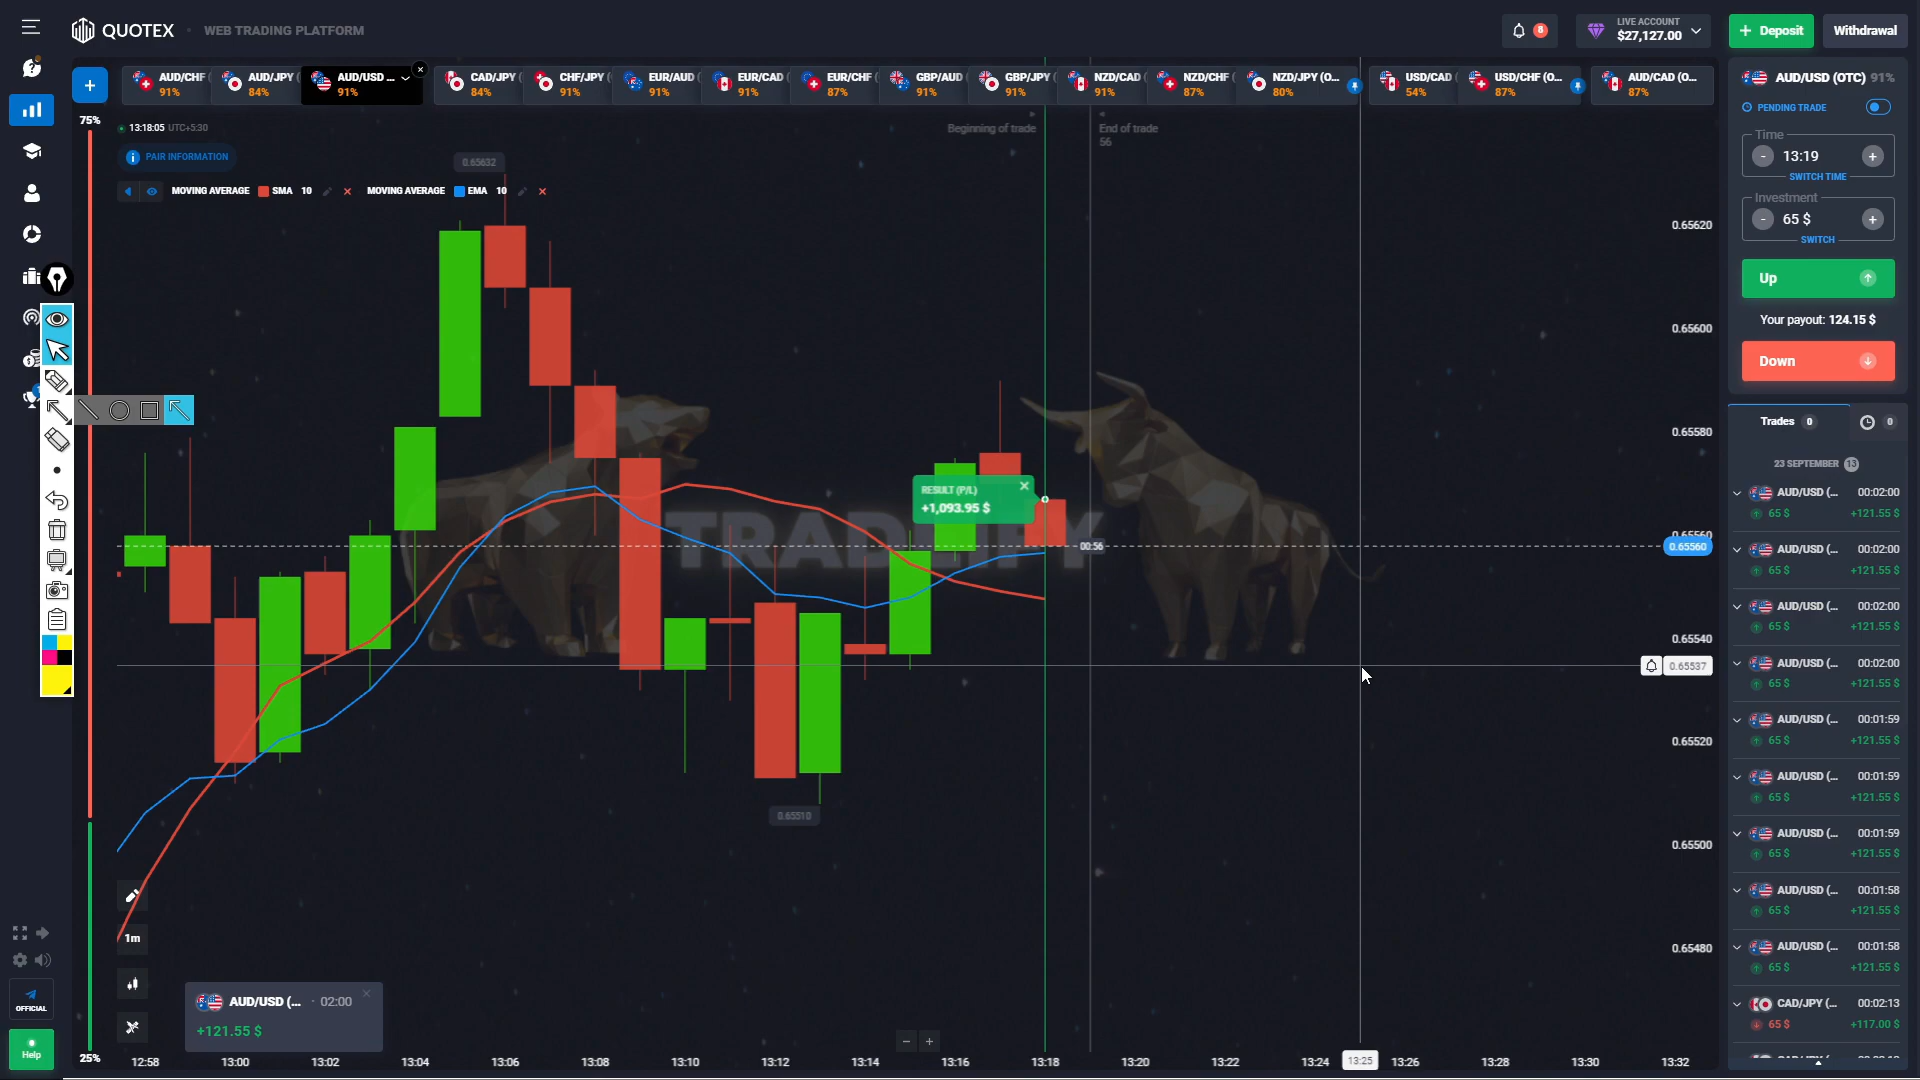 QUOTEX
WEB TRADING PLATFORM
8
LIVE ACCOUNT
$27,127.00
Deposit
Withdrawal
AUD/CHF (
91%
AUD/JPY (
84%
AUD/USD ...
91%
CAD/JPY (
84%
CHF/JPY (
91%
EUR/AUD
91%
EUR/CAD
91%
EUR/CHF (
87%
GBP/AUD
91%
GBP/JPY (
91%
NZD/CAD
91%
NZD/CHF (
87%
NZD/JPY (O...
80%
USD/CAD
54%
USD/CHF (O...
87%
AUD/CAD (O...
87%
75%
13:18:05 UTC+5:30
PAIR INFORMATION
MOVING AVERAGE SMA 10
MOVING AVERAGE EMA 10
0.65632
Beginning of trade
End of trade
56
RESULT (P/L)
+1,093.95 $
00:56
0.65510
0.65620
0.65600
0.65580
0.65560
0.65560
0.65540
0.65537
0.65520
0.65500
0.65480
1m
AUD/USD (... · 02:00
+121.55 $
25%
12:58
13:00
13:02
13:04
13:06
13:08
13:10
13:12
13:14
13:16
13:18
13:20
13:22
13:24
13:25
13:26
13:28
13:30
13:32
OFFICIAL
Help
AUD/USD (OTC) 91%
PENDING TRADE
Time
13:19
SWITCH TIME
Investment
65 $
SWITCH
Up
Your payout: 124.15 $
Down
Trades 0
0
23 SEPTEMBER 13
AUD/USD (... 00:02:00
65 $ +121.55 $
AUD/USD (... 00:02:00
65 $ +121.55 $
AUD/USD (... 00:02:00
65 $ +121.55 $
AUD/USD (... 00:02:00
65 $ +121.55 $
AUD/USD (... 00:01:59
65 $ +121.55 $
AUD/USD (... 00:01:59
65 $ +121.55 $
AUD/USD (... 00:01:59
65 $ +121.55 $
AUD/USD (... 00:01:58
65 $ +121.55 $
AUD/USD (... 00:01:58
65 $ +121.55 $
CAD/JPY (... 00:02:13
65 $ +117.00 $